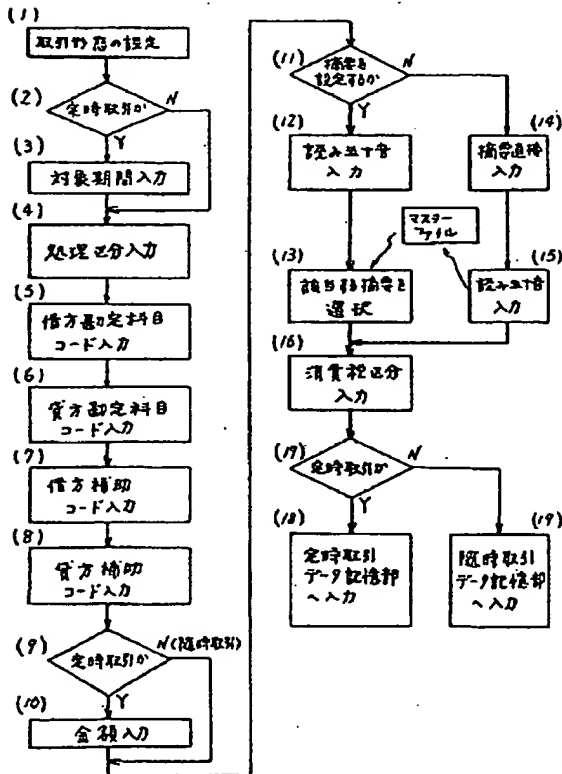 (1)
取引形態の設定
(2)
定時取引か
N
Y
(3)
対象期間入力
(4)
処理区分入力
(5)
借方勘定科目
コード入力
(6)
貸方勘定科目
コード入力
(7)
借方補助
コード入力
(8)
貸方補助
コード入力
(9)
定時取引か
N(随時取引)
Y
(10)
金額入力
(11)
摘要を
設定するか
N
Y
(12)
読み五十音
入力
(13)
該当する摘要を
選択
マスター
ファイル
(14)
摘要直接
入力
(15)
読み五十音
入力
(16)
消費税区分
入力
(17)
定時取引か
N
Y
(18)
定時取引
データ記憶部
へ入力
(19)
随時取引
データ記憶部
へ入力